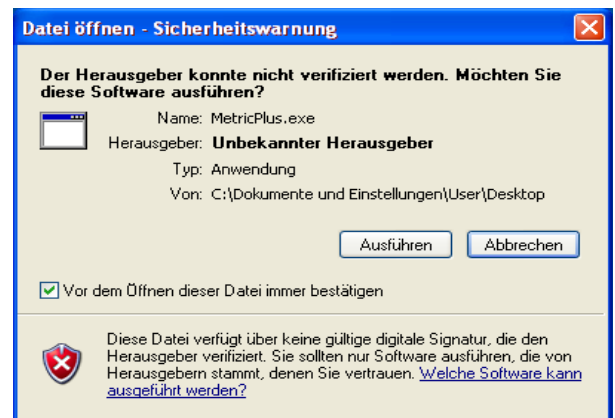 Datei öffnen - Sicherheitswarnung
Der Herausgeber konnte nicht verifiziert werden. Möchten Sie
diese Software ausführen?
Name: MetricPlus.exe
Herausgeber: Unbekannter Herausgeber
Typ: Anwendung
Von: C:\Dokumente und Einstellungen\User\Desktop
Ausführen Abbrechen
Vor dem Öffnen dieser Datei immer bestätigen
Diese Datei verfügt über keine gültige digitale Signatur, die den
Herausgeber verifiziert. Sie sollten nur Software ausführen, die von
Herausgebern stammt, denen Sie vertrauen. Welche Software kann
ausgeführt werden?